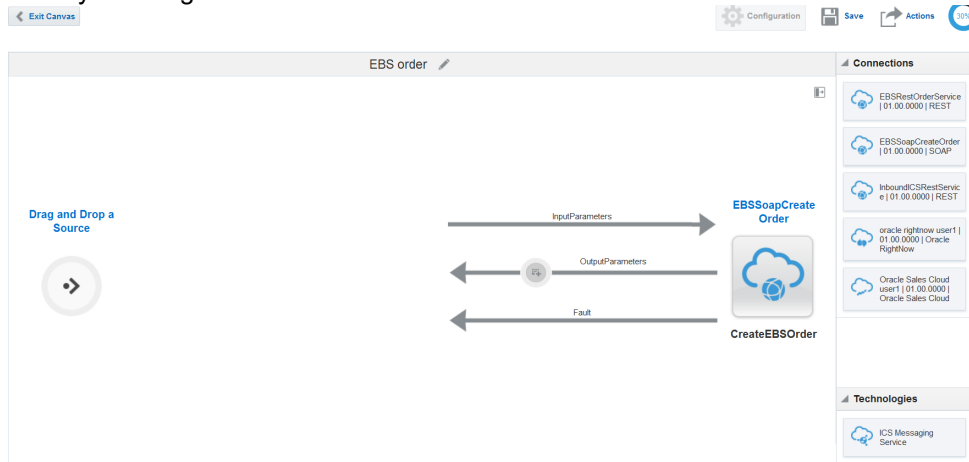 Exit Canvas
Configuration
Save
Actions
30%
EBS order
Connections
EBSRestOrderService
| 01.00.0000 | REST
EBSSoapCreateOrder
| 01.00.0000 | SOAP
InboundICSRestServic
e | 01.00.0000 | REST
oracle rightnow user1 |
01.00.0000 | Oracle
RightNow
Oracle Sales Cloud
user1 | 01.00.0000 |
Oracle Sales Cloud
Drag and Drop a
Source
InputParameters
OutputParameters
Fault
EBSSoapCreate
Order
CreateEBSOrder
Technologies
ICS Messaging
Service